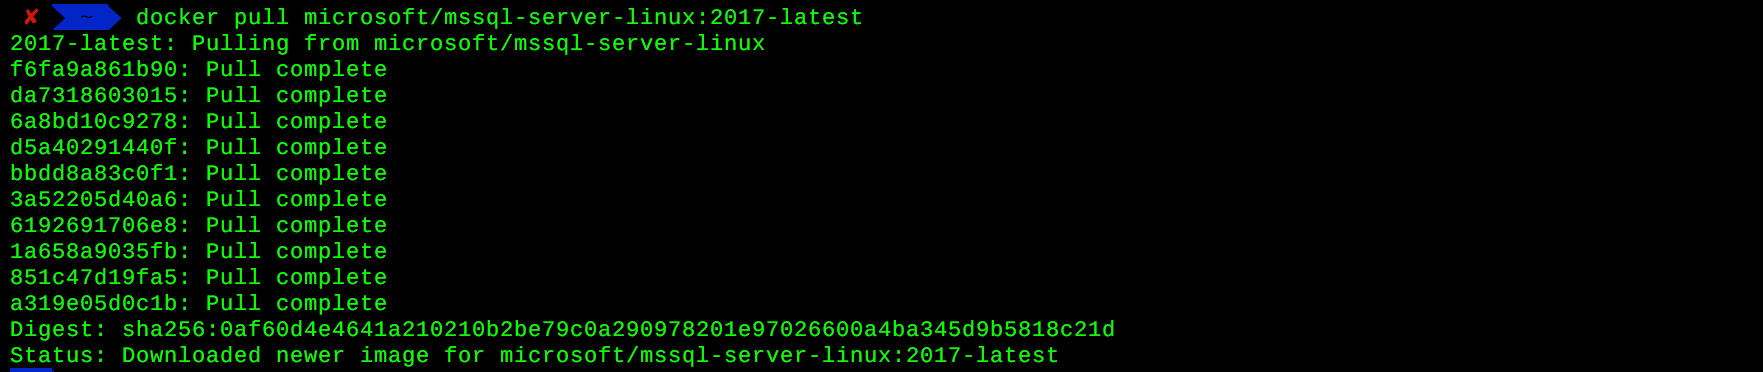 ✘ ~ docker pull microsoft/mssql-server-linux:2017-latest
2017-latest: Pulling from microsoft/mssql-server-linux
f6fa9a861b90: Pull complete
da7318603015: Pull complete
6a8bd10c9278: Pull complete
d5a40291440f: Pull complete
bbdd8a83c0f1: Pull complete
3a52205d40a6: Pull complete
6192691706e8: Pull complete
1a658a9035fb: Pull complete
851c47d19fa5: Pull complete
a319e05d0c1b: Pull complete
Digest: sha256:0af60d4e4641a210210b2be79c0a290978201e97026600a4ba345d9b5818c21d
Status: Downloaded newer image for microsoft/mssql-server-linux:2017-latest